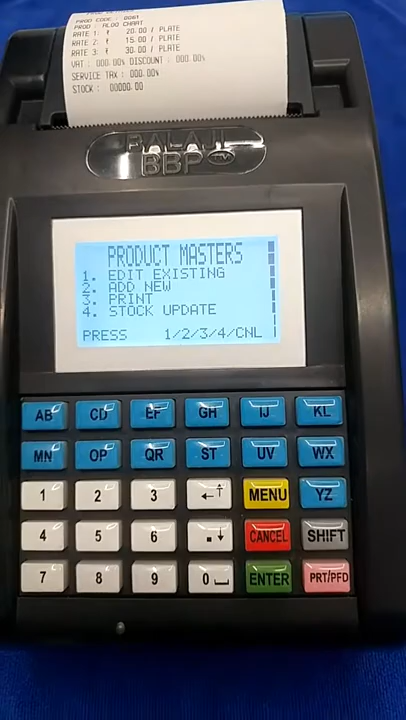 PROD CODE : 0061
PROD : ALOO CHAAT
RATE 1: ₹ 20.00 / PLATE
RATE 2: ₹ 15.00 / PLATE
RATE 3: ₹ 30.00 / PLATE
VAT : 000.00% DISCOUNT : 000.00%
SERVICE TAX : 000.00%
STOCK : 00000.00
BALAJI
BBP TM
PRODUCT MASTERS
1. EDIT EXISTING
2. ADD NEW
3. PRINT
4. STOCK UPDATE
PRESS 1/2/3/4/CNL
AB CD EF GH IJ KL
MN OP QR ST UV WX
1 2 3 ←↑ MENU YZ
4 5 6 .↓ CANCEL SHIFT
7 8 9 0 ⎵ ENTER PRT/PFD